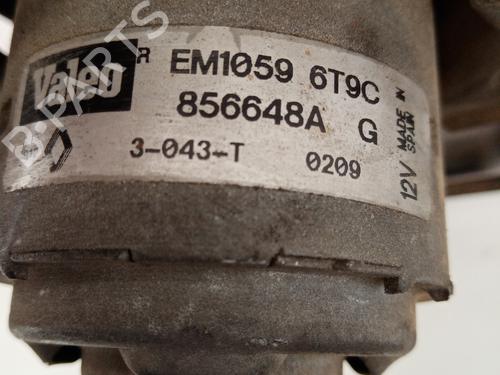 Valeo R
EM1059 6T9C
856648A G
3-043-T 0209
12V MADE IN
SPAIN
B-PARTS